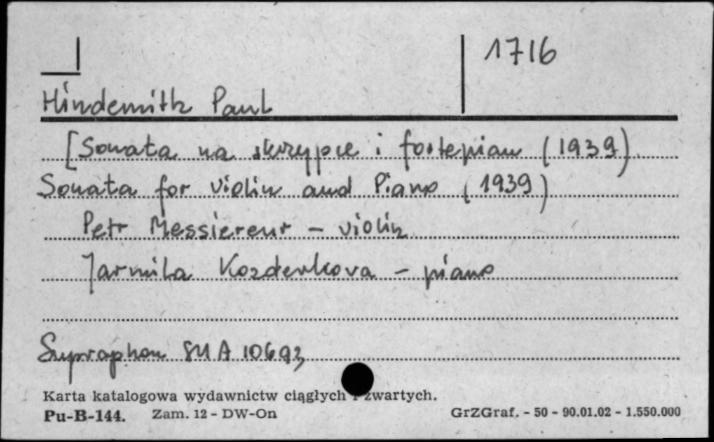 1716
Hindemith Paul
[Sonata na skrzypce i fortepian (1939)
Sonata for violin and Piano (1939)
Petr Messiereur - violin
Jarmila Kozderkova - piano
Supraphon SUA 10693
Karta katalogowa wydawnictw ciągłych i zwartych.
Pu-B-144. Zam. 12 - DW-On GrZGraf. - 50 - 90.01.02 - 1.550.000